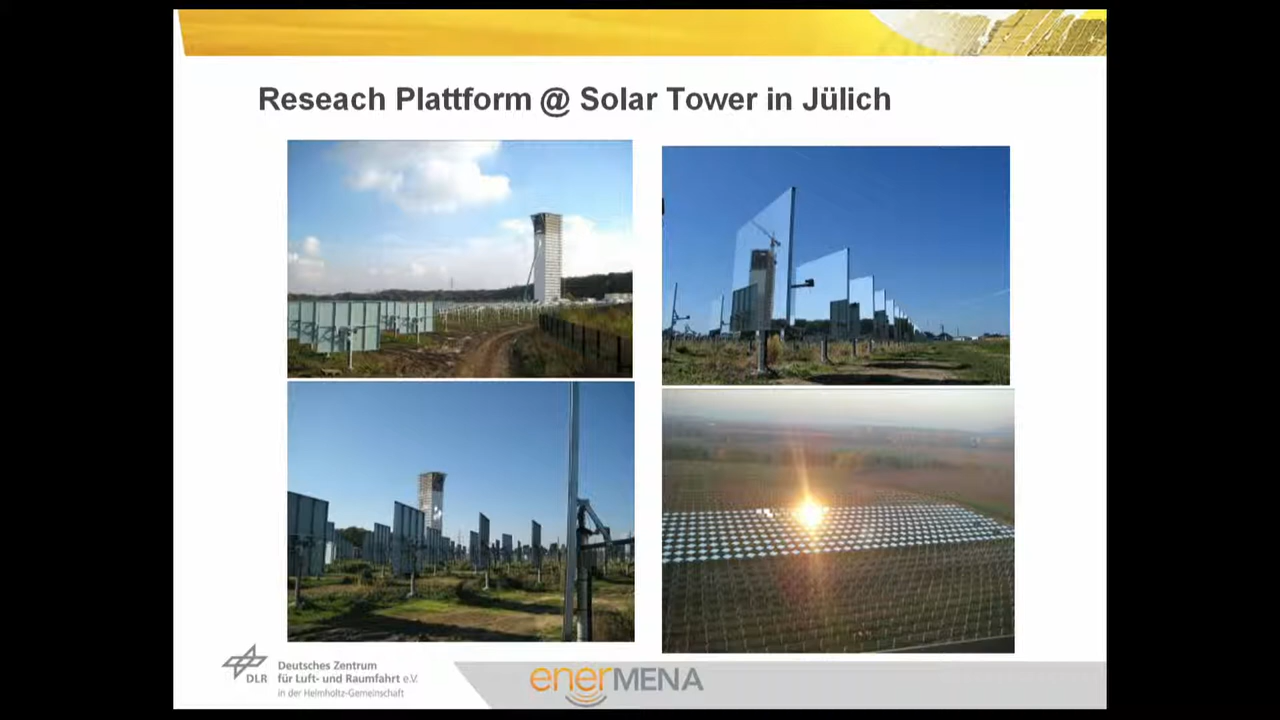 Reseach Plattform @ Solar Tower in Jülich
DLR
Deutsches Zentrum
für Luft- und Raumfahrt e.V.
in der Helmholtz-Gemeinschaft
enerMENA